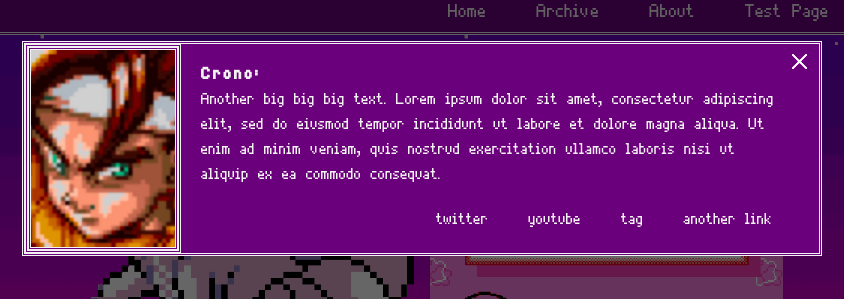 Home Archive About Test Page
Crono:
Another big big big text. Lorem ipsum dolor sit amet, consectetur adipiscing
elit, sed do eiusmod tempor incididunt ut labore et dolore magna aliqua. Ut
enim ad minim veniam, quis nostrud exercitation ullamco laboris nisi ut
aliquip ex ea commodo consequat.
twitter youtube tag another link